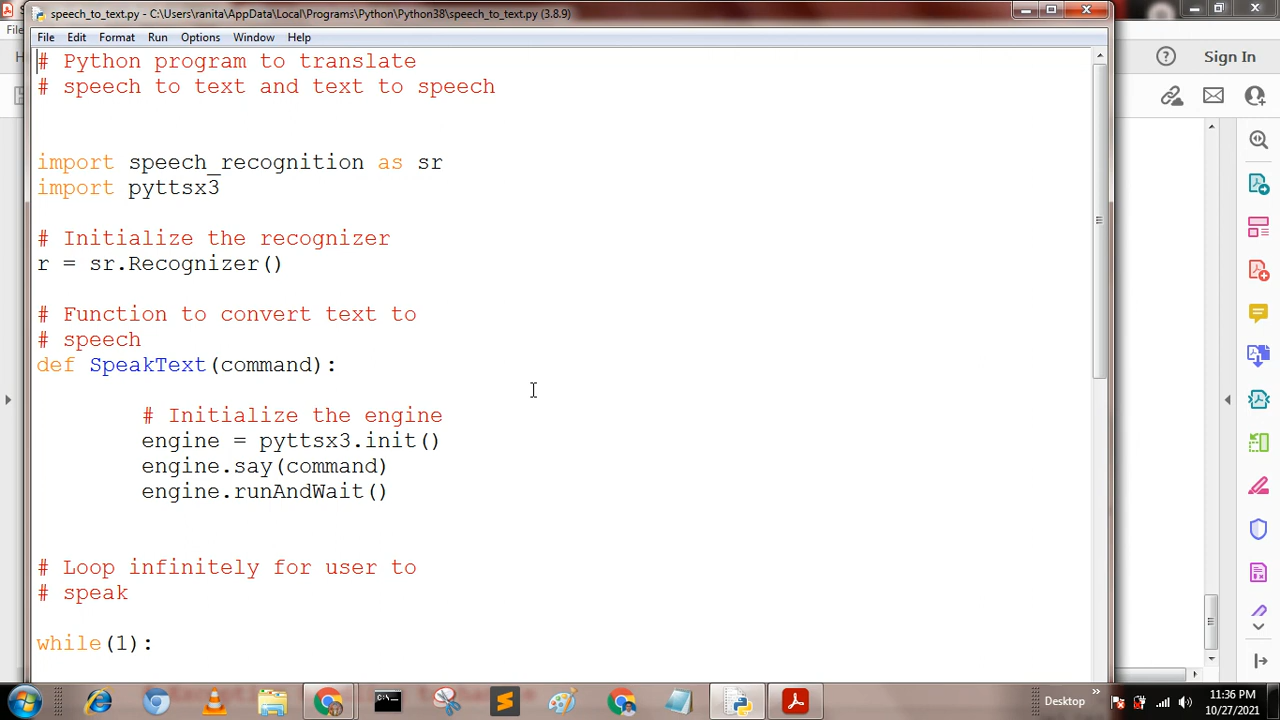 speech_to_text.py - C:\Users\ranita\AppData\Local\Programs\Python\Python38\speech_to_text.py (3.8.9)
File Edit Format Run Options Window Help
Sign In
# Python program to translate
# speech to text and text to speech
import speech_recognition as sr
import pyttsx3
# Initialize the recognizer
r = sr.Recognizer()
# Function to convert text to
# speech
def SpeakText(command):
# Initialize the engine
engine = pyttsx3.init()
engine.say(command)
engine.runAndWait()
# Loop infinitely for user to
# speak
while(1):
Desktop
11:36 PM
10/27/2021